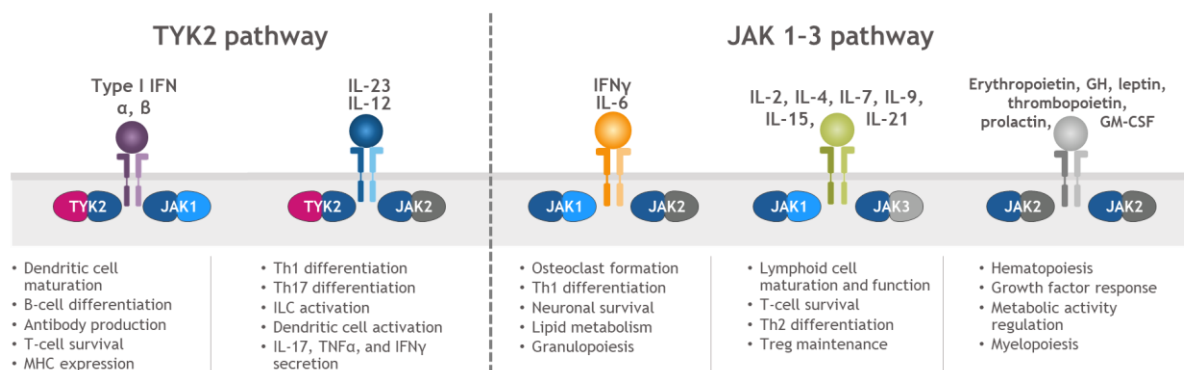 TYK2 pathway
JAK 1–3 pathway
Type I IFN
α, β
IL-23
IL-12
IFNγ
IL-6
IL-2, IL-4, IL-7, IL-9,
IL-15, IL-21
Erythropoietin, GH, leptin,
thrombopoietin,
prolactin, GM-CSF
TYK2 JAK1
TYK2 JAK2
JAK1 JAK2
JAK1 JAK3
JAK2 JAK2
• Dendritic cell
maturation
• B-cell differentiation
• Antibody production
• T-cell survival
• MHC expression
• Th1 differentiation
• Th17 differentiation
• ILC activation
• Dendritic cell activation
• IL-17, TNFα, and IFNγ
secretion
• Osteoclast formation
• Th1 differentiation
• Neuronal survival
• Lipid metabolism
• Granulopoiesis
• Lymphoid cell
maturation and function
• T-cell survival
• Th2 differentiation
• Treg maintenance
• Hematopoiesis
• Growth factor response
• Metabolic activity
regulation
• Myelopoiesis